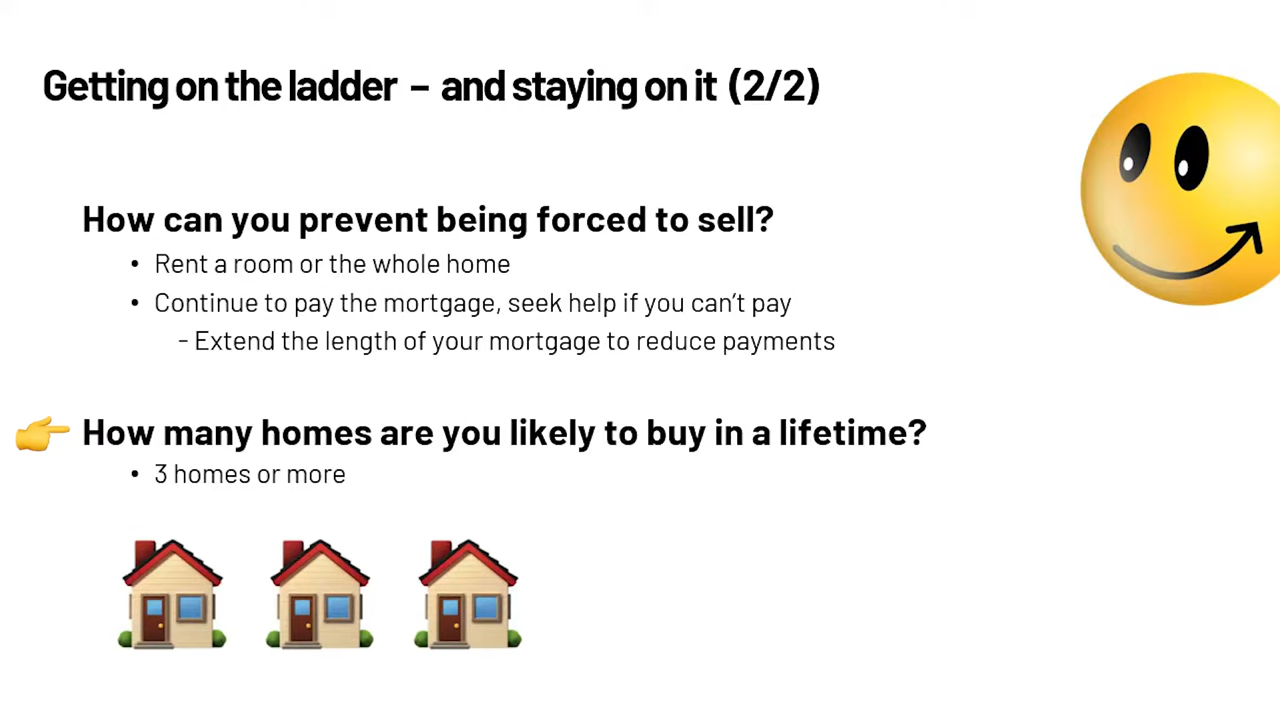 Getting on the ladder – and staying on it (2/2)
How can you prevent being forced to sell?
• Rent a room or the whole home
• Continue to pay the mortgage, seek help if you can’t pay
- Extend the length of your mortgage to reduce payments
How many homes are you likely to buy in a lifetime?
• 3 homes or more